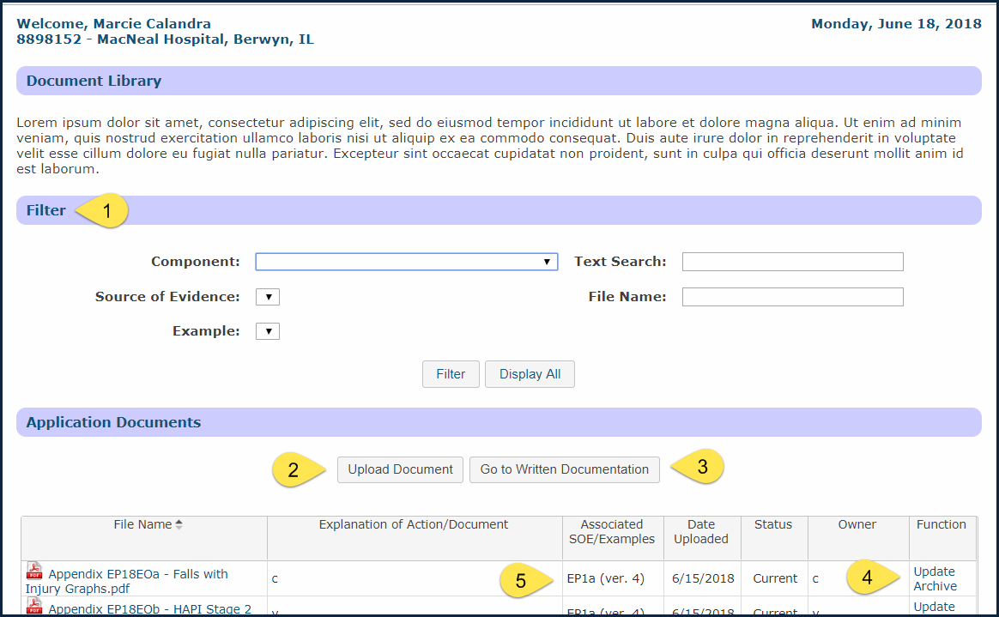 Welcome, Marcie Calandra
Monday, June 18, 2018
8898152 - MacNeal Hospital, Berwyn, IL
Document Library
Lorem ipsum dolor sit amet, consectetur adipiscing elit, sed do eiusmod tempor incididunt ut labore et dolore magna aliqua. Ut enim ad minim
veniam, quis nostrud exercitation ullamco laboris nisi ut aliquip ex ea commodo consequat. Duis aute irure dolor in reprehenderit in voluptate
velit esse cillum dolore eu fugiat nulla pariatur. Excepteur sint occaecat cupidatat non proident, sunt in culpa qui officia deserunt mollit anim id
est laborum.
Filter 1
Component: Text Search:
Source of Evidence: File Name:
Example:
Filter Display All
Application Documents
2 Upload Document Go to Written Documentation 3
File Name Explanation of Action/Document Associated SOE/Examples Date Uploaded Status Owner Function
Appendix EP18EOa - Falls with Injury Graphs.pdf c 5 EP1a (ver. 4) 6/15/2018 Current c 4 Update Archive
Appendix EP18EOb - HAPI Stage 2 v EP1a (ver. 4) 6/15/2018 Current v Update